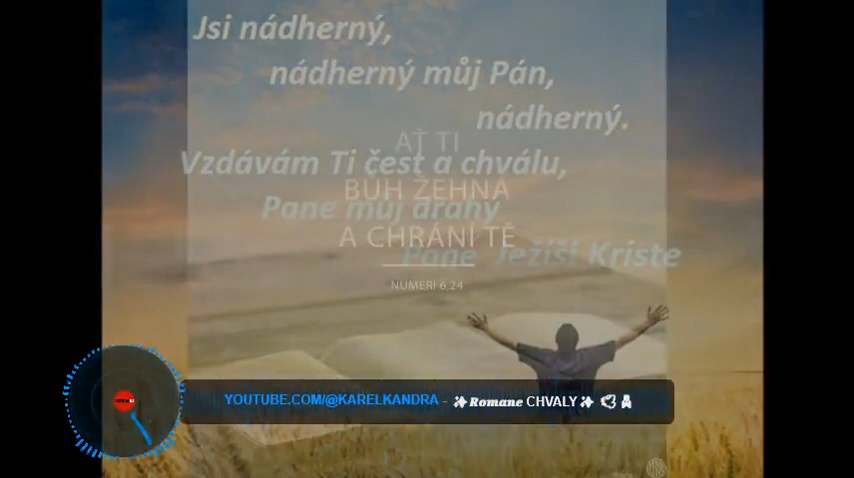 Jsi nádherný,
nádherný můj Pán,
nádherný.
AŤ TI
Vzdávám Ti čest a chválu,
BŮH ŽEHNÁ
Pane můj drahý
A CHRÁNÍ TĚ
Pane Ježíši Kriste
NUMERI 6,24
YOUTUBE.COM/@KARELKANDRA - Romane CHVALY